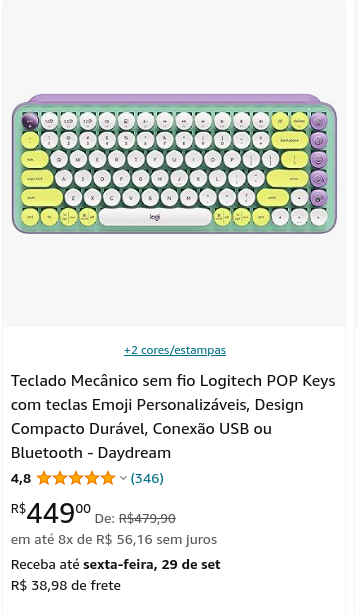 logi
+2 cores/estampas
Teclado Mecânico sem fio Logitech POP Keys
com teclas Emoji Personalizáveis, Design
Compacto Durável, Conexão USB ou
Bluetooth - Daydream
4,8 (346)
R$44900 De: R$479,90
em até 8x de R$ 56,16 sem juros
Receba até sexta-feira, 29 de set
R$ 38,98 de frete